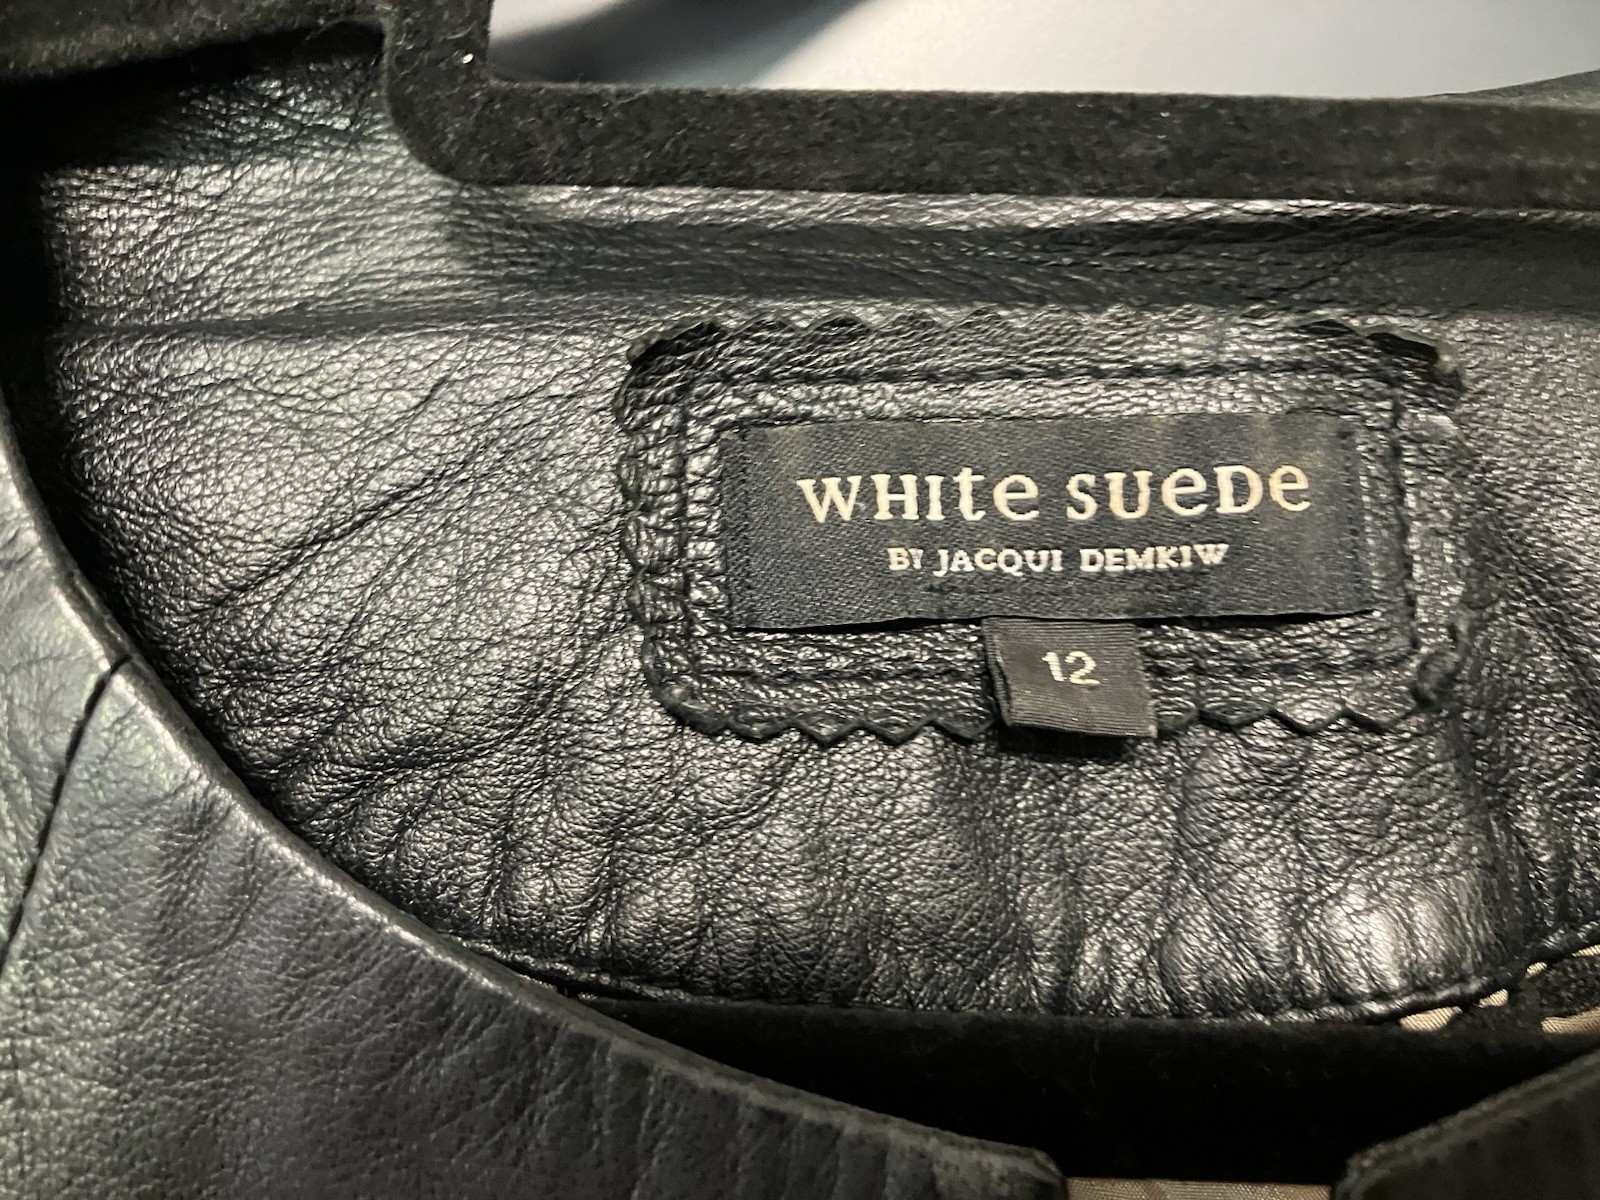 WHIte SUeDe
BY JACQUI DEMKIW
12